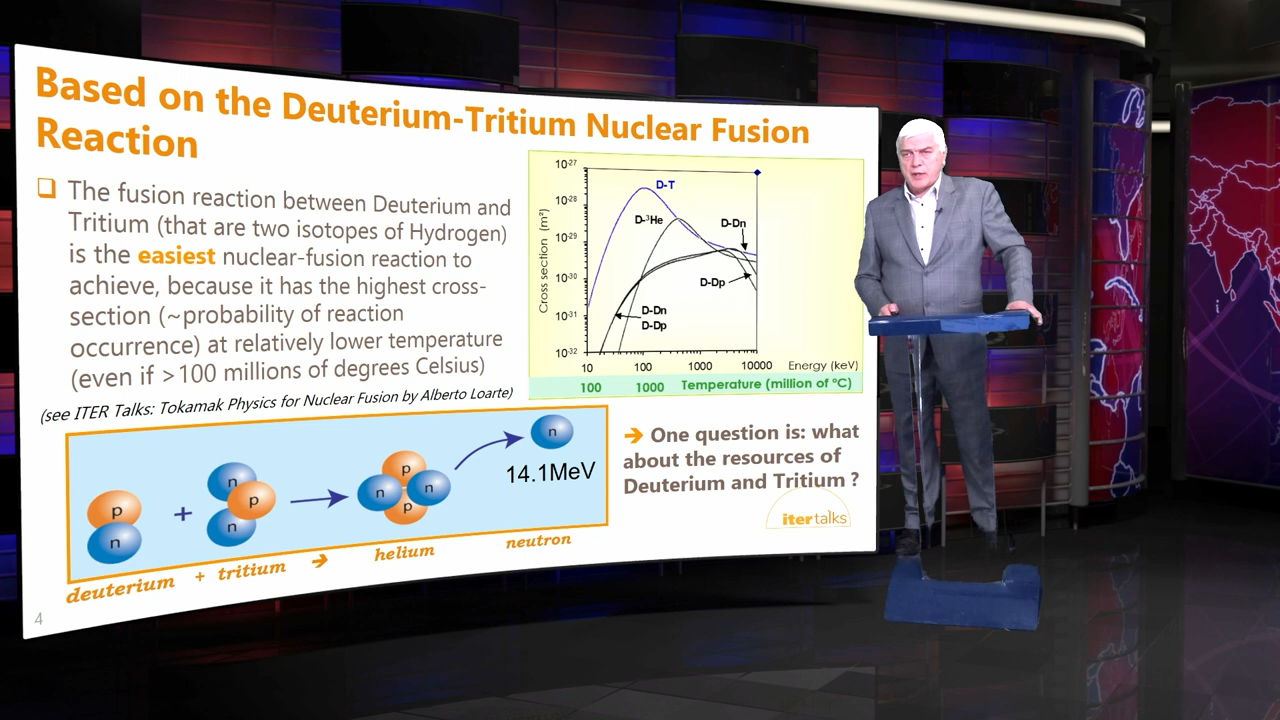 Based on the Deuterium-Tritium Nuclear Fusion
Reaction
The fusion reaction between Deuterium and
Tritium (that are two isotopes of Hydrogen)
is the easiest nuclear-fusion reaction to
achieve, because it has the highest cross-
section (~probability of reaction
occurrence) at relatively lower temperature
(even if >100 millions of degrees Celsius)
(see ITER Talks: Tokamak Physics for Nuclear Fusion by Alberto Loarte)
Cross section (m²)
10-27
10-28
10-29
10-30
10-31
10-32
D-T
D-³He
D-Dn
D-Dp
D-Dn
D-Dp
10 100 1000 10000 Energy (keV)
100 1000 Temperature (million of °C)
p
n
+
n
p
n
p
n
n
p
n
14.1MeV
deuterium + tritium → helium neutron
→ One question is: what
about the resources of
Deuterium and Tritium ?
itertalks
4